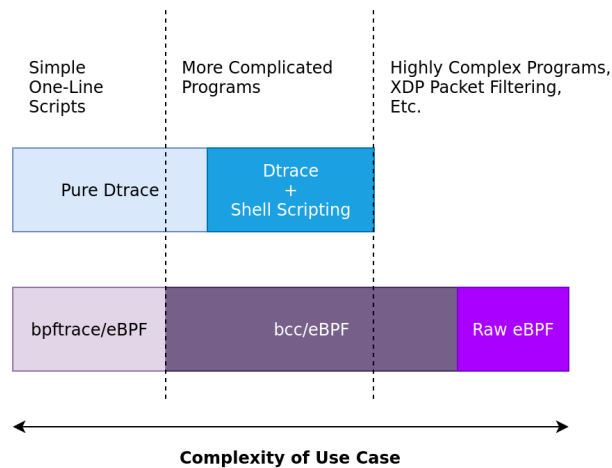 Simple
One-Line
Scripts
More Complicated
Programs
Highly Complex Programs,
XDP Packet Filtering,
Etc.
Pure Dtrace
Dtrace
+
Shell Scripting
bpftrace/eBPF
bcc/eBPF
Raw eBPF
Complexity of Use Case